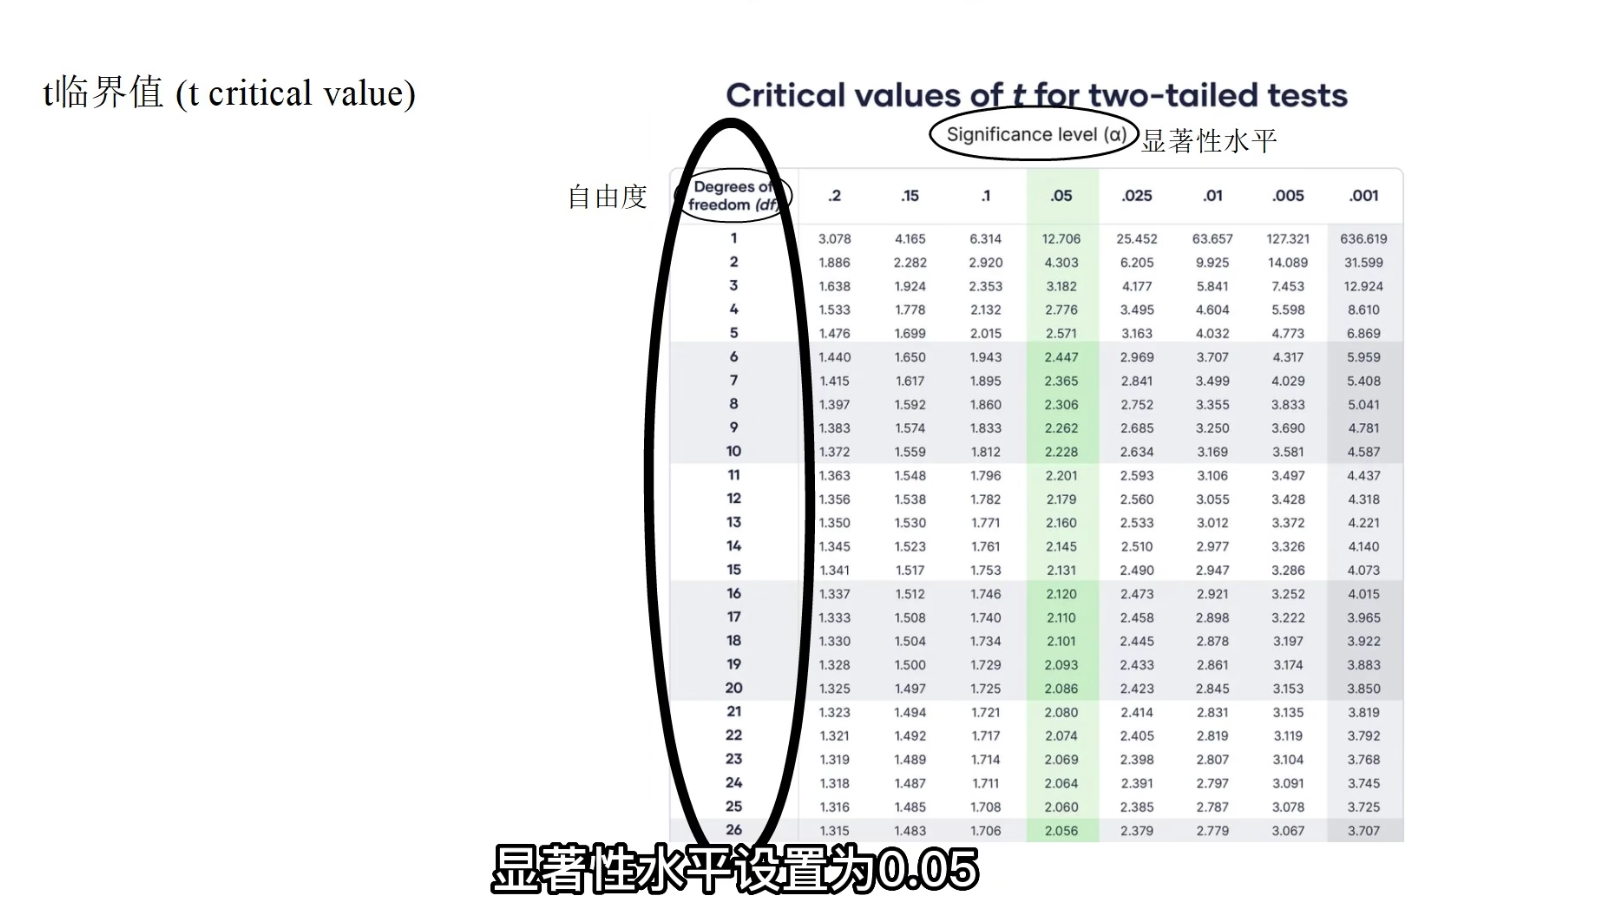 t临界值 (t critical value)
Critical values of t for two-tailed tests
Significance level (α) 显著性水平
自由度
Degrees of
freedom (df)
.2 .15 .1 .05 .025 .01 .005 .001
1 3.078 4.165 6.314 12.706 25.452 63.657 127.321 636.619
2 1.886 2.282 2.920 4.303 6.205 9.925 14.089 31.599
3 1.638 1.924 2.353 3.182 4.177 5.841 7.453 12.924
4 1.533 1.778 2.132 2.776 3.495 4.604 5.598 8.610
5 1.476 1.699 2.015 2.571 3.163 4.032 4.773 6.869
6 1.440 1.650 1.943 2.447 2.969 3.707 4.317 5.959
7 1.415 1.617 1.895 2.365 2.841 3.499 4.029 5.408
8 1.397 1.592 1.860 2.306 2.752 3.355 3.833 5.041
9 1.383 1.574 1.833 2.262 2.685 3.250 3.690 4.781
10 1.372 1.559 1.812 2.228 2.634 3.169 3.581 4.587
11 1.363 1.548 1.796 2.201 2.593 3.106 3.497 4.437
12 1.356 1.538 1.782 2.179 2.560 3.055 3.428 4.318
13 1.350 1.530 1.771 2.160 2.533 3.012 3.372 4.221
14 1.345 1.523 1.761 2.145 2.510 2.977 3.326 4.140
15 1.341 1.517 1.753 2.131 2.490 2.947 3.286 4.073
16 1.337 1.512 1.746 2.120 2.473 2.921 3.252 4.015
17 1.333 1.508 1.740 2.110 2.458 2.898 3.222 3.965
18 1.330 1.504 1.734 2.101 2.445 2.878 3.197 3.922
19 1.328 1.500 1.729 2.093 2.433 2.861 3.174 3.883
20 1.325 1.497 1.725 2.086 2.423 2.845 3.153 3.850
21 1.323 1.494 1.721 2.080 2.414 2.831 3.135 3.819
22 1.321 1.492 1.717 2.074 2.405 2.819 3.119 3.792
23 1.319 1.489 1.714 2.069 2.398 2.807 3.104 3.768
24 1.318 1.487 1.711 2.064 2.391 2.797 3.091 3.745
25 1.316 1.485 1.708 2.060 2.385 2.787 3.078 3.725
26 1.315 1.483 1.706 2.056 2.379 2.779 3.067 3.707
显著性水平设置为0.05